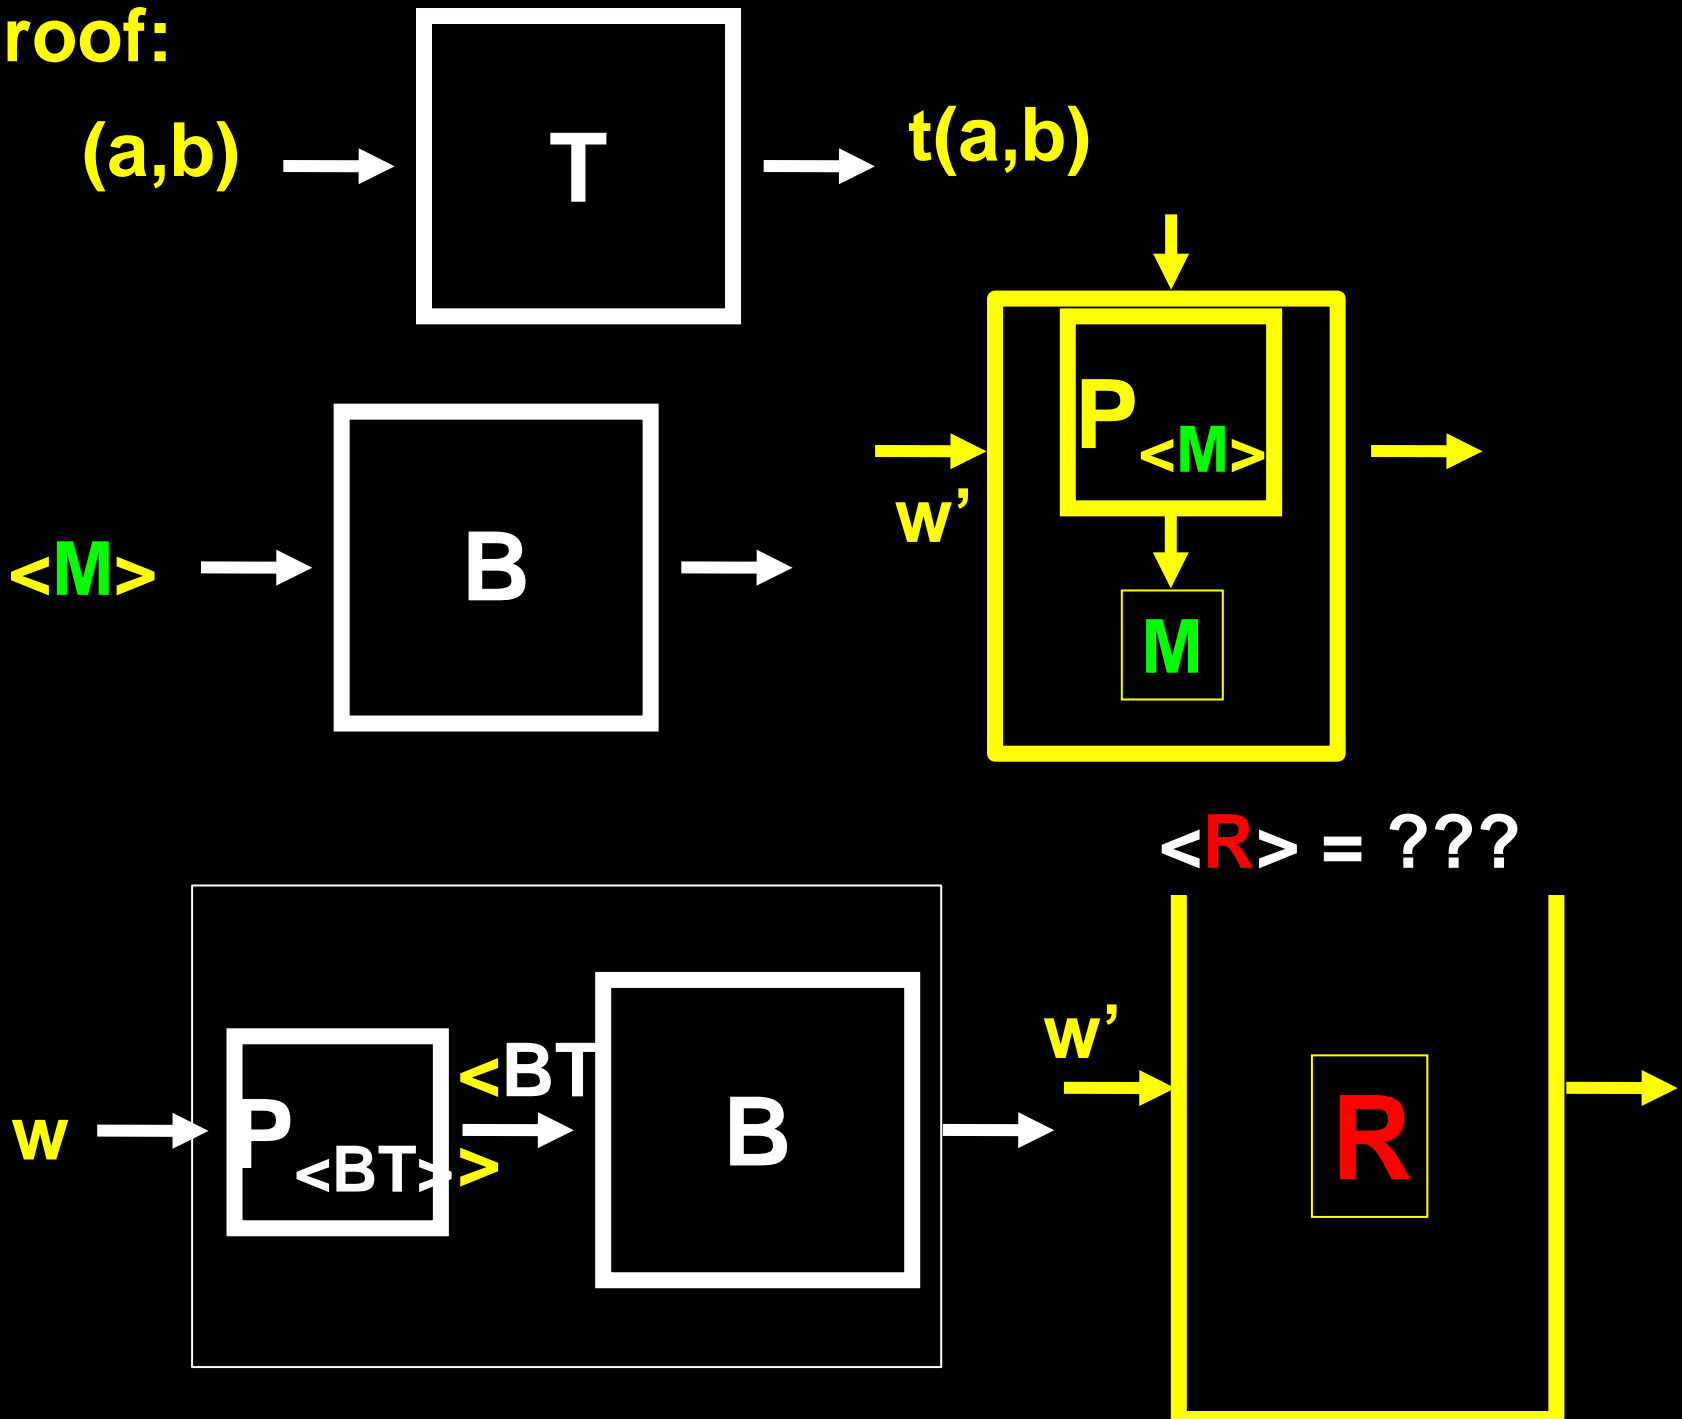 roof:
(a,b) T t(a,b)
P<M>
w’
<M> B
M
<R> = ???
w’
<BT
w P<BT> > B R